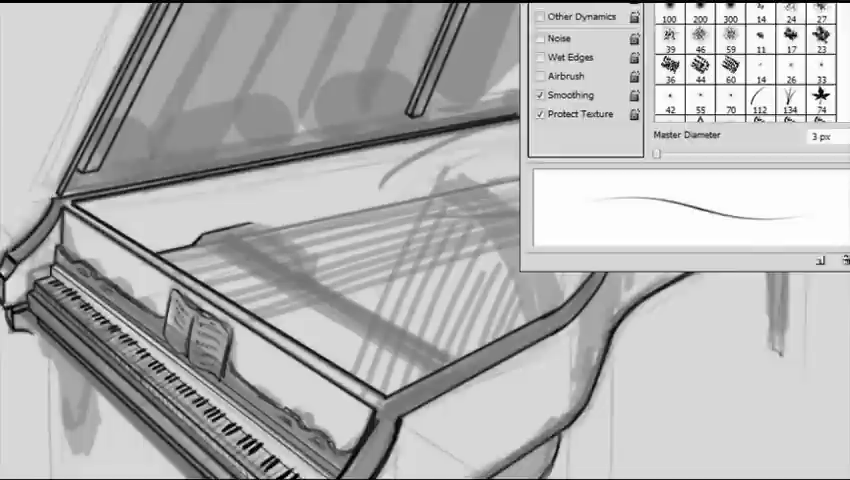 Other Dynamics
Noise
Wet Edges
Airbrush
Smoothing
Protect Texture
100 200 300 14 24 27
39 46 59 11 17 23
36 44 60 14 26 33
42 55 70 112 134 74
Master Diameter
3 px